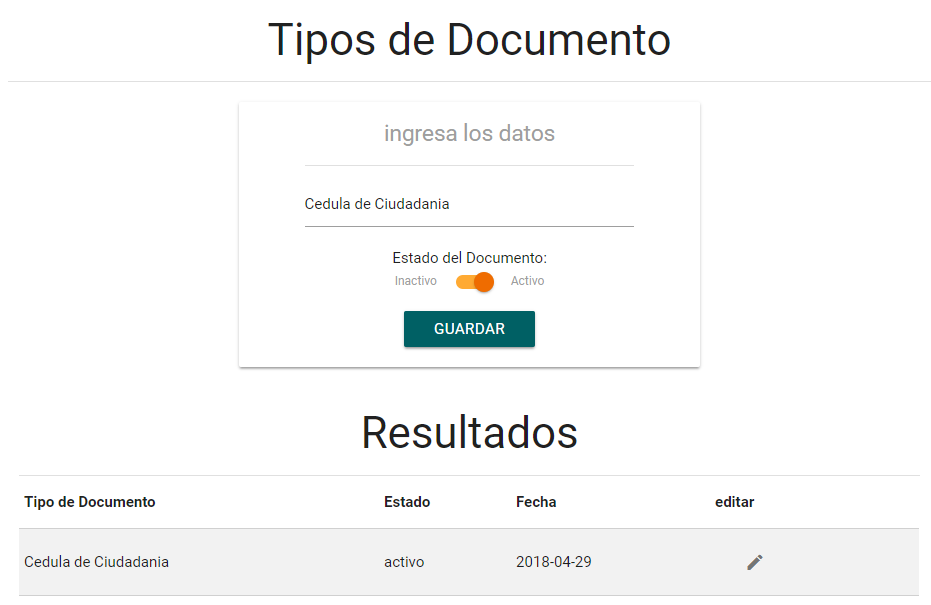 Tipos de Documento
ingresa los datos
Cedula de Ciudadania
Estado del Documento:
Inactivo Activo
GUARDAR
Resultados
Tipo de Documento Estado Fecha editar
Cedula de Ciudadania activo 2018-04-29